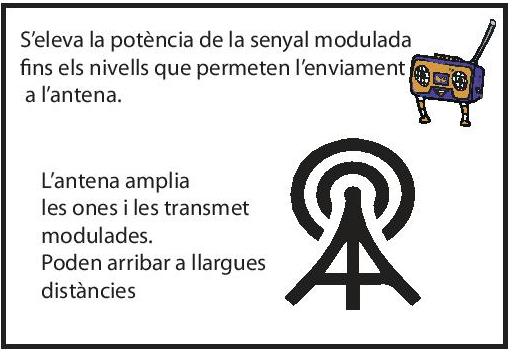 S'eleva la potència de la senyal modulada
fins els nivells que permeten l'enviament
a l'antena.
L'antena amplia
les ones i les transmet
modulades.
Poden arribar a llargues
distàncies